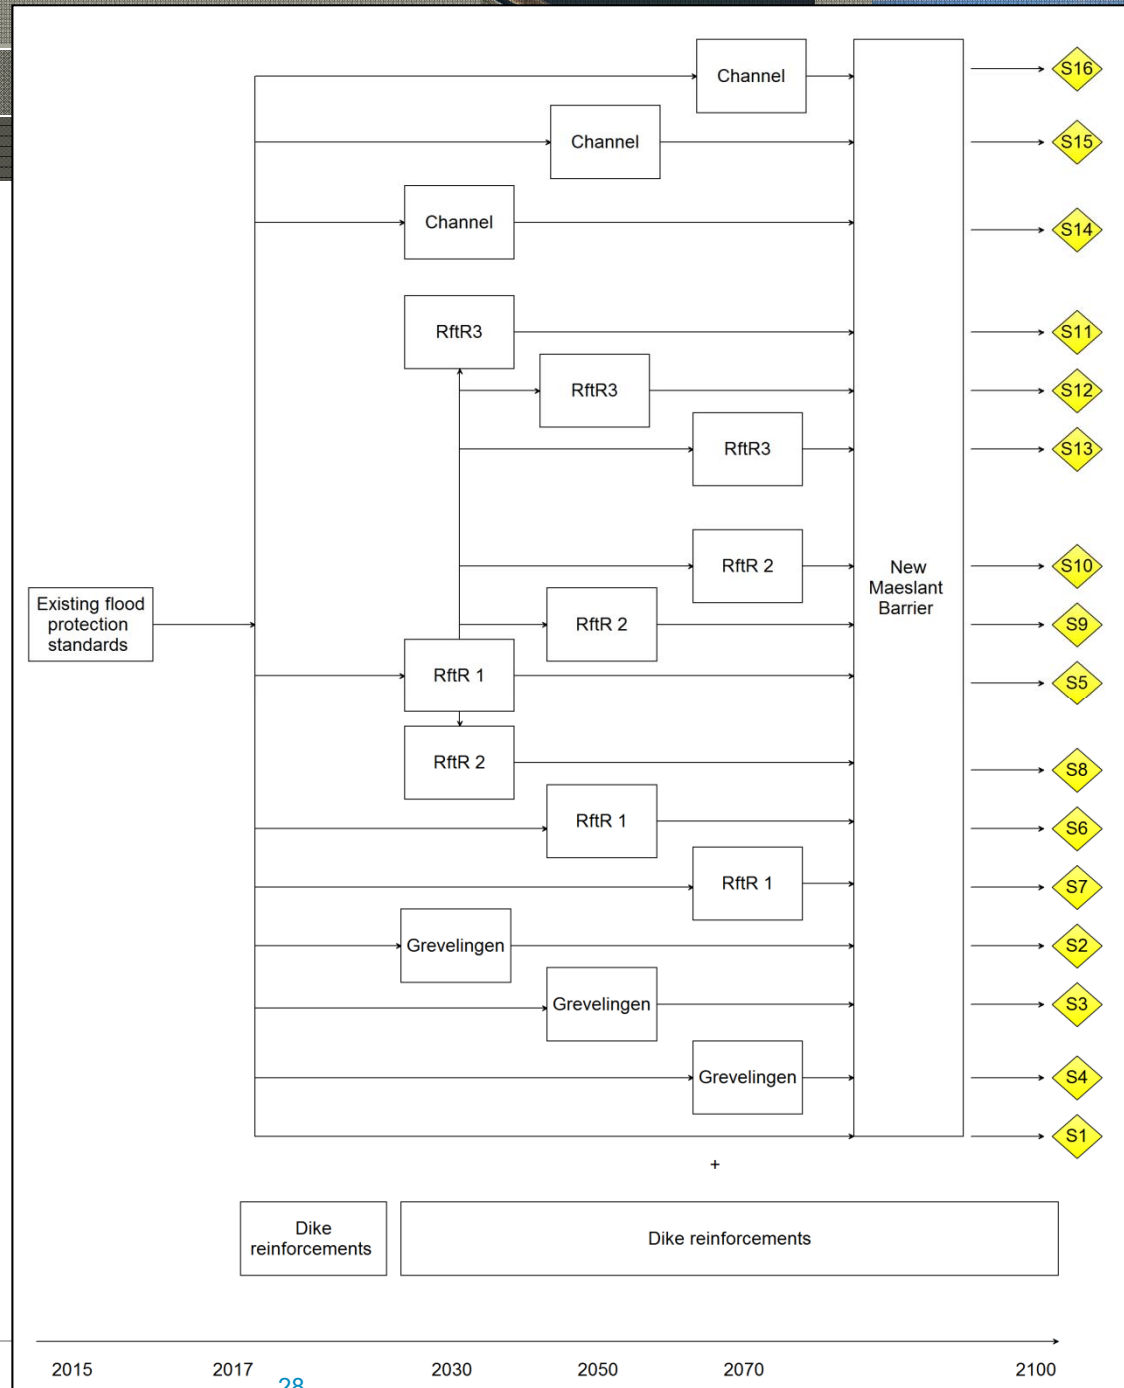 Channel
S16
Channel
S15
Channel
S14
RftR3
S11
RftR3
S12
RftR3
S13
RftR 2
S10
New
Maeslant
Barrier
Existing flood
protection
standards
RftR 2
S9
RftR 1
S5
RftR 2
S8
RftR 1
S6
RftR 1
S7
Grevelingen
S2
Grevelingen
S3
Grevelingen
S4
S1
+
Dike
reinforcements
Dike reinforcements
2015
2017
2030
2050
2070
2100
28